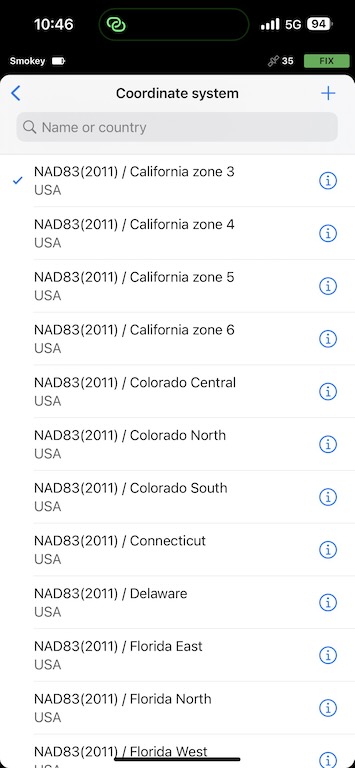 10:46
5G
94
Smokey
35
FIX
Coordinate system
Name or country
NAD83(2011) / California zone 3
USA
NAD83(2011) / California zone 4
USA
NAD83(2011) / California zone 5
USA
NAD83(2011) / California zone 6
USA
NAD83(2011) / Colorado Central
USA
NAD83(2011) / Colorado North
USA
NAD83(2011) / Colorado South
USA
NAD83(2011) / Connecticut
USA
NAD83(2011) / Delaware
USA
NAD83(2011) / Florida East
USA
NAD83(2011) / Florida North
USA
NAD83(2011) / Florida West
USA